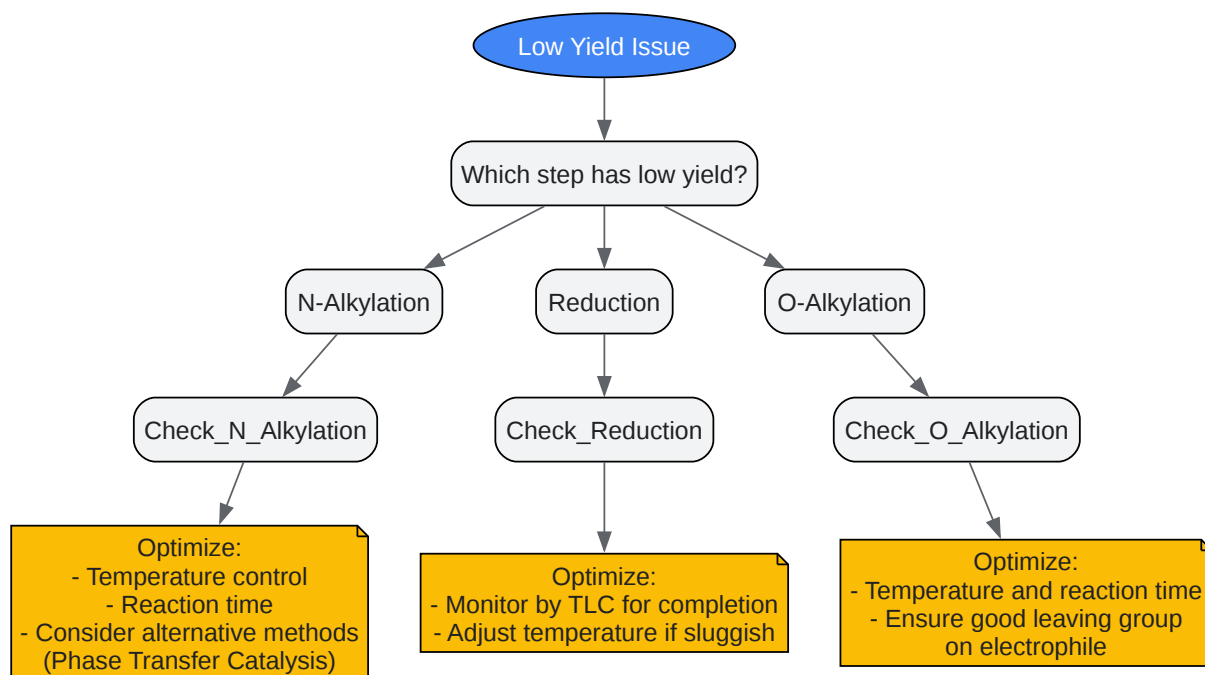 Low Yield Issue
Which step has low yield?
N-Alkylation
Reduction
O-Alkylation
Check_N_Alkylation
Check_Reduction
Check_O_Alkylation
Optimize:
- Temperature control
- Reaction time
- Consider alternative methods
(Phase Transfer Catalysis)
Optimize:
- Monitor by TLC for completion
- Adjust temperature if sluggish
Optimize:
- Temperature and reaction time
- Ensure good leaving group
on electrophile